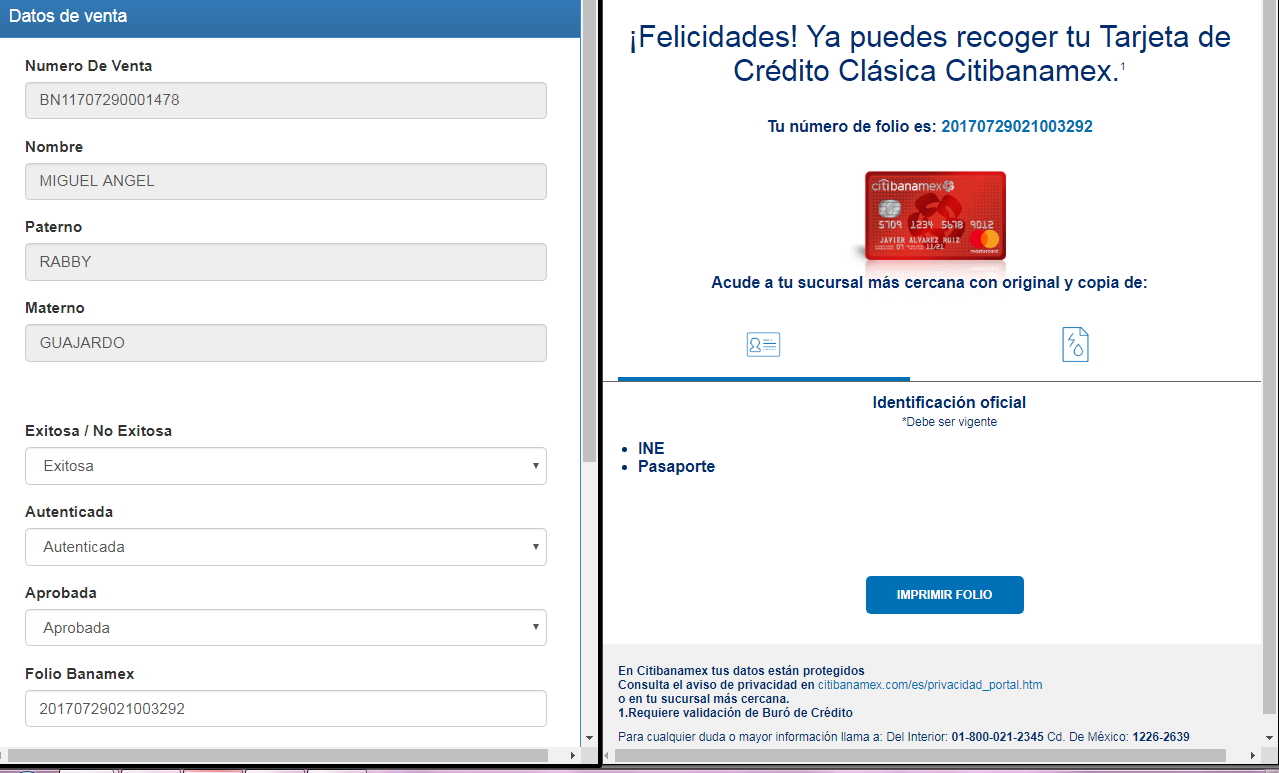 Datos de venta
Numero De Venta
BN11707290001478
Nombre
MIGUEL ANGEL
Paterno
RABBY
Materno
GUAJARDO
Exitosa / No Exitosa
Exitosa
Autenticada
Autenticada
Aprobada
Aprobada
Folio Banamex
20170729021003292
¡Felicidades! Ya puedes recoger tu Tarjeta de
Crédito Clásica Citibanamex.1
Tu número de folio es: 20170729021003292
citibanamex
5709 1234 5678 9012
JAVIER ALVAREZ RUIZ
mastercard
Acude a tu sucursal más cercana con original y copia de:
Identificación oficial
*Debe ser vigente
• INE
• Pasaporte
IMPRIMIR FOLIO
En Citibanamex tus datos están protegidos
Consulta el aviso de privacidad en citibanamex.com/es/privacidad_portal.htm
o en tu sucursal más cercana.
1.Requiere validación de Buró de Crédito
Para cualquier duda o mayor información llama a: Del Interior: 01-800-021-2345 Cd. De México: 1226-2639